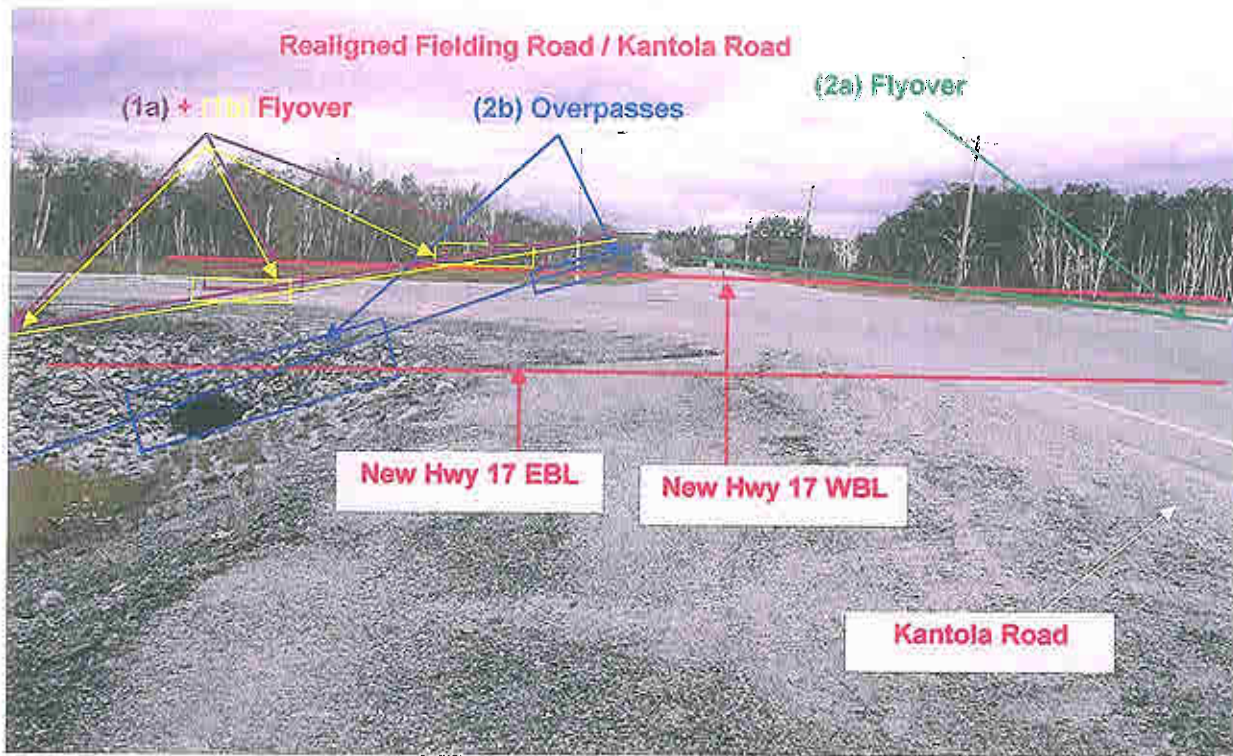 Realigned Fielding Road / Kantola Road
(2a) Flyover
(1a) + (1b) Flyover
(2b) Overpasses
New Hwy 17 EBL
New Hwy 17 WBL
Kantola Road